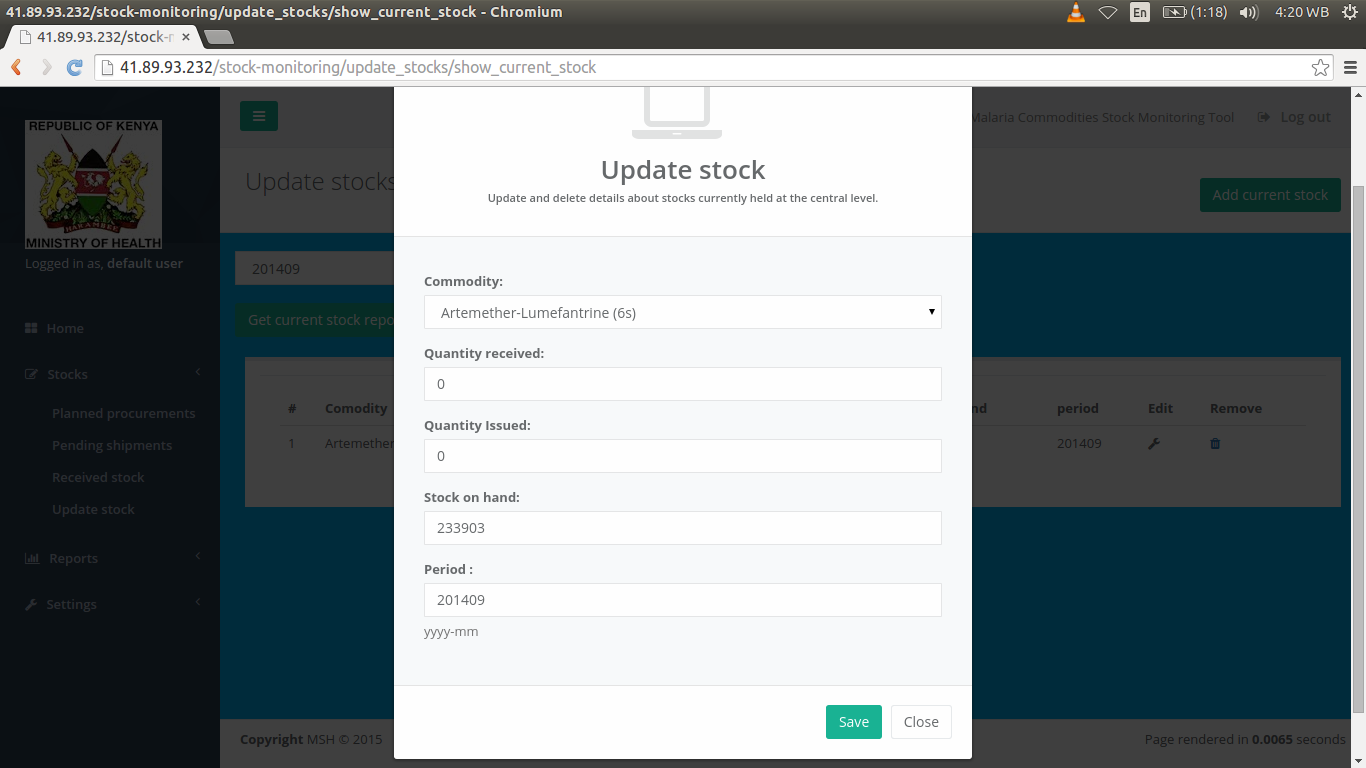 41.89.93.232/stock-monitoring/update_stocks/show_current_stock - Chromium
En
(1:18)
4:20 WB
41.89.93.232/stock-r
41.89.93.232/stock-monitoring/update_stocks/show_current_stock
REPUBLIC OF KENYA
HARAMBEE
MINISTRY OF HEALTH
Logged in as, default user
Home
Stocks
Planned procurements
Pending shipments
Received stock
Update stock
Reports
Settings
Malaria Commodities Stock Monitoring Tool
Log out
Update stocks
Add current stock
201409
Get current stock repo
# Comodity nd period Edit Remove
1 Artemether 201409
Update stock
Update and delete details about stocks currently held at the central level.
Commodity:
Artemether-Lumefantrine (6s)
Quantity received:
0
Quantity Issued:
0
Stock on hand:
233903
Period :
201409
yyyy-mm
Save
Close
Copyright MSH © 2015
Page rendered in 0.0065 seconds